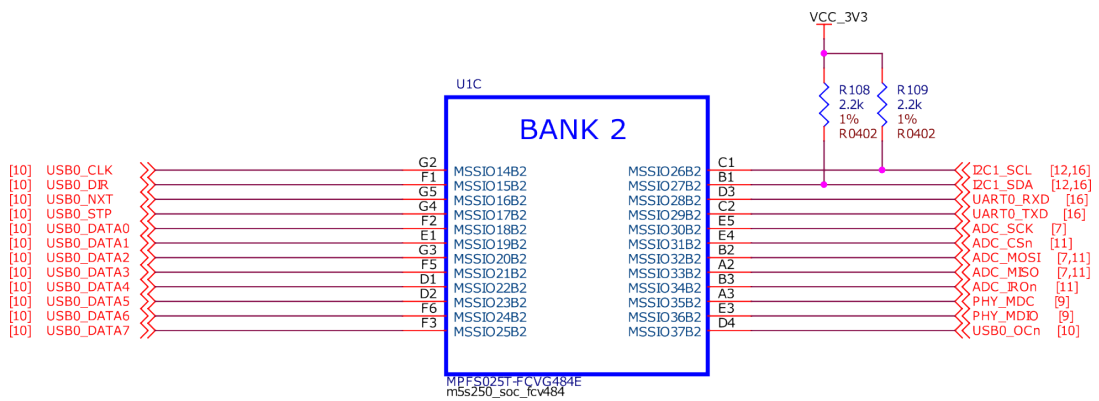 VCC_3V3
U1C
R108
2.2k
1%
R0402
R109
2.2k
1%
R0402
BANK 2
[10] USB0_CLK G2 MSSIO14B2 MSSIO26B2 C1 I2C1_SCL [12,16]
[10] USB0_DIR F1 MSSIO15B2 MSSIO27B2 B1 I2C1_SDA [12,16]
[10] USB0_NXT G5 MSSIO16B2 MSSIO28B2 D3 UART0_RXD [16]
[10] USB0_STP G4 MSSIO17B2 MSSIO29B2 C2 UART0_TXD [16]
[10] USB0_DATA0 F2 MSSIO18B2 MSSIO30B2 E5 ADC_SCK [7]
[10] USB0_DATA1 E1 MSSIO19B2 MSSIO31B2 E4 ADC_CSn [11]
[10] USB0_DATA2 G3 MSSIO20B2 MSSIO32B2 B2 ADC_MOSI [7,11]
[10] USB0_DATA3 F5 MSSIO21B2 MSSIO33B2 A2 ADC_MISO [7,11]
[10] USB0_DATA4 D1 MSSIO22B2 MSSIO34B2 B3 ADC_IRQn [11]
[10] USB0_DATA5 D2 MSSIO23B2 MSSIO35B2 A3 PHY_MDC [9]
[10] USB0_DATA6 F6 MSSIO24B2 MSSIO36B2 E3 PHY_MDIO [9]
[10] USB0_DATA7 F3 MSSIO25B2 MSSIO37B2 D4 USB0_OCn [10]
MPFS025T-FCVG484E
m5s250_soc_fcv484